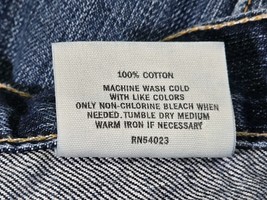 100% COTTON
MACHINE WASH COLD
WITH LIKE COLORS
ONLY NON-CHLORINE BLEACH WHEN
NEEDED. TUMBLE DRY MEDIUM
WARM IRON IF NECESSARY
RN54023